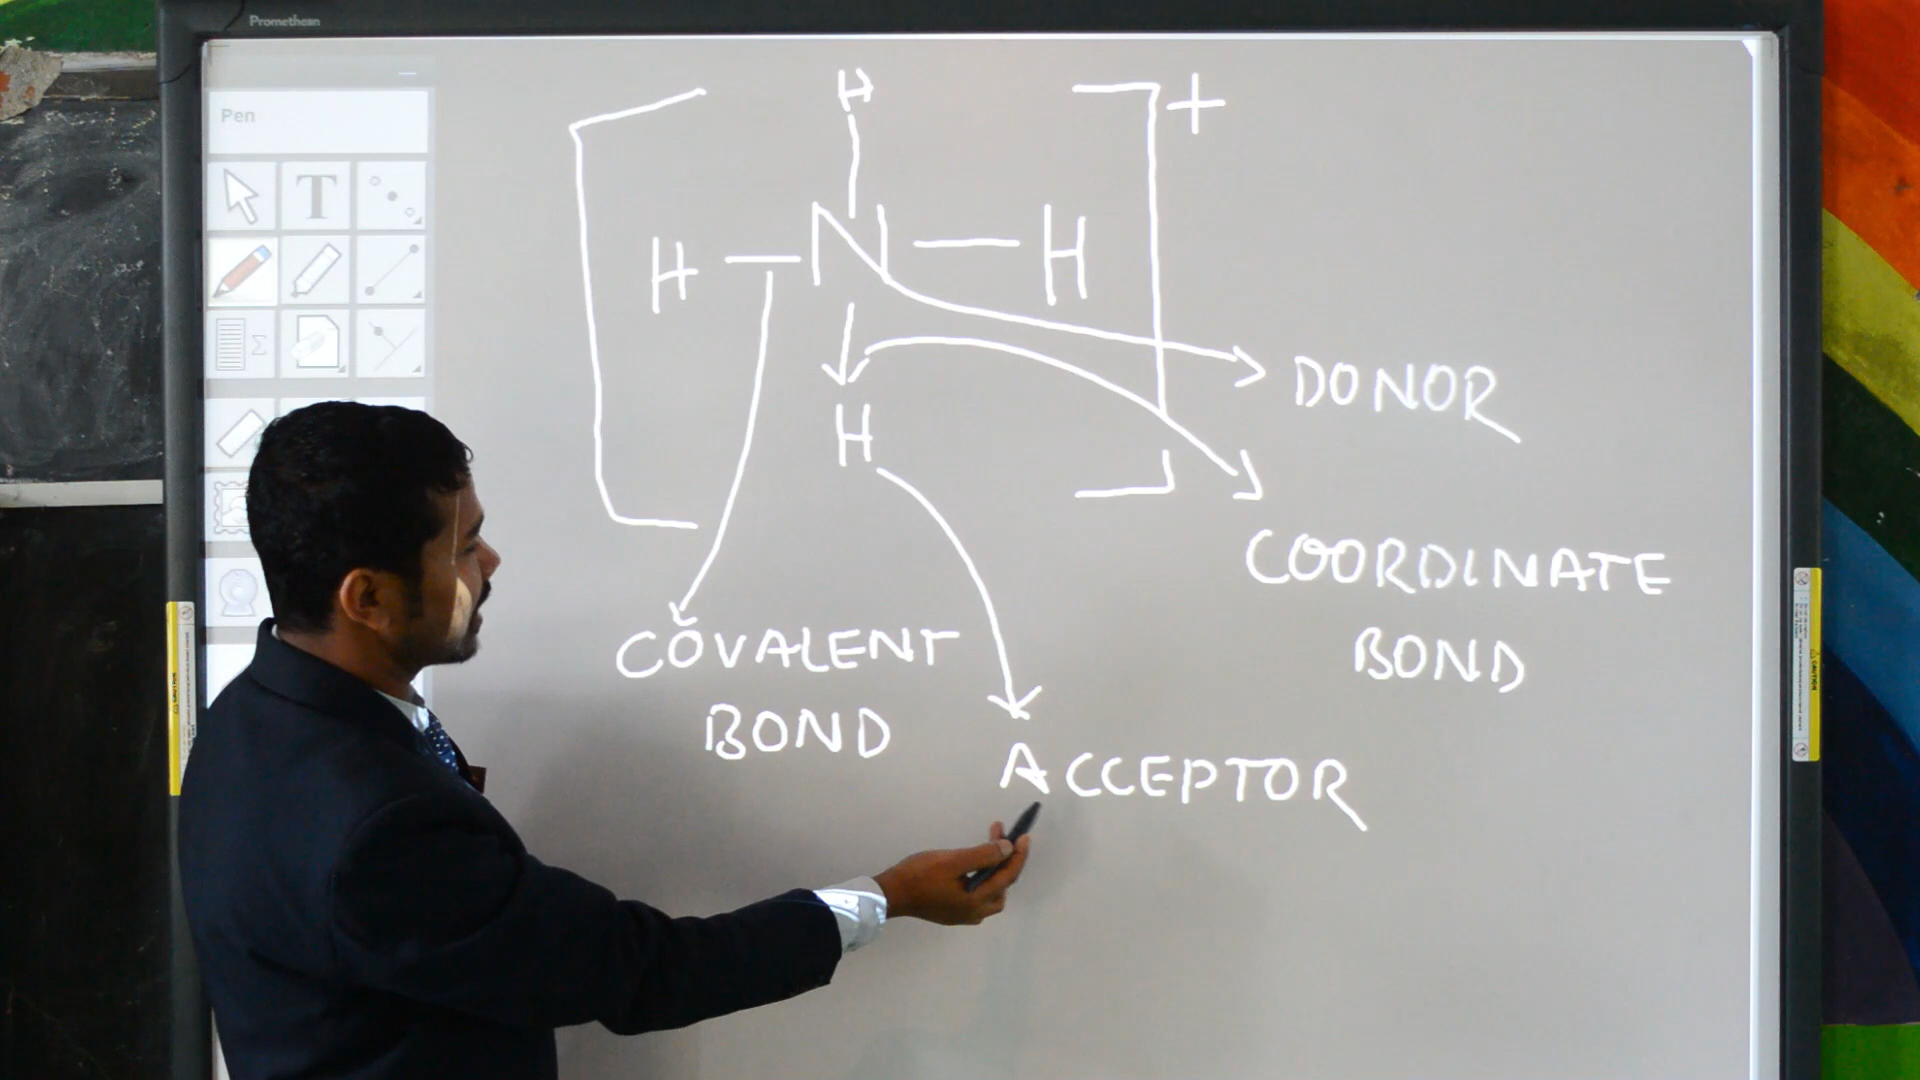 Promethean
Pen
T
Σ
H
+
H — N — H
H
DONOR
COORDINATE
BOND
COVALENT
BOND
ACCEPTOR